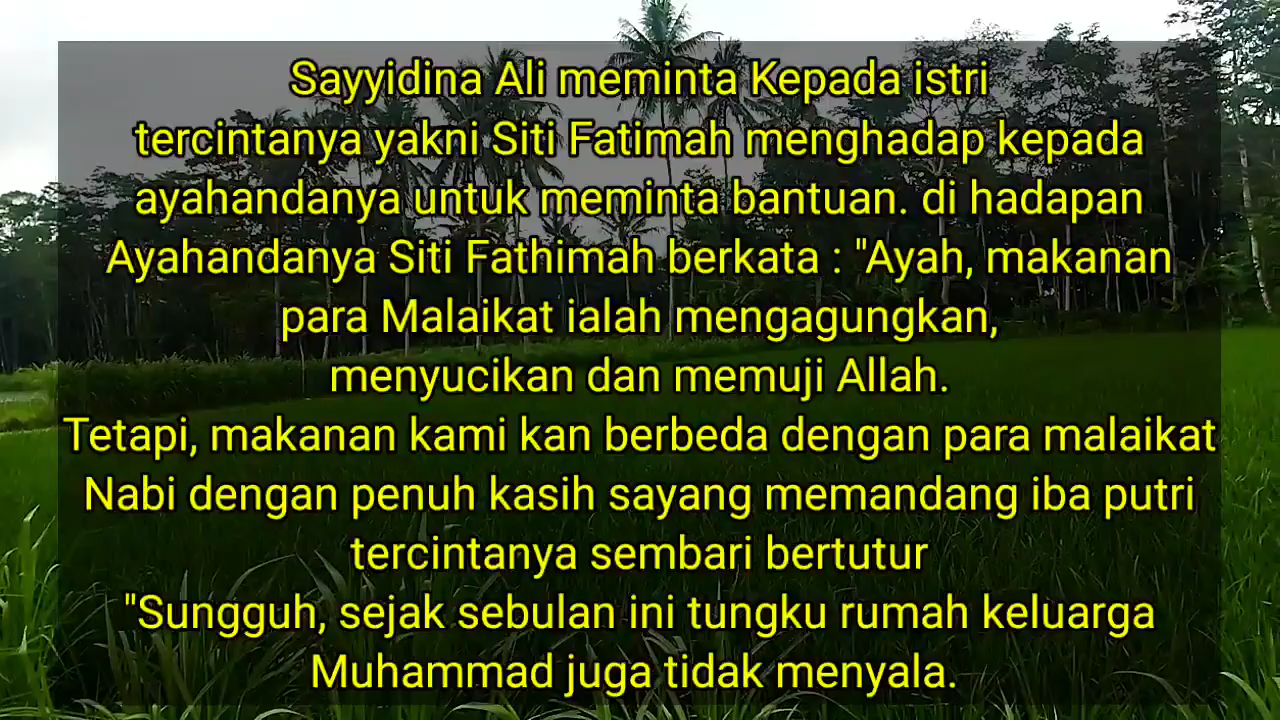 Sayyidina Ali meminta Kepada istri
tercintanya yakni Siti Fatimah menghadap kepada
ayahandanya untuk meminta bantuan. di hadapan
Ayahandanya Siti Fathimah berkata : "Ayah, makanan
para Malaikat ialah mengagungkan,
menyucikan dan memuji Allah.
Tetapi, makanan kami kan berbeda dengan para malaikat
Nabi dengan penuh kasih sayang memandang iba putri
tercintanya sembari bertutur
"Sungguh, sejak sebulan ini tungku rumah keluarga
Muhammad juga tidak menyala.